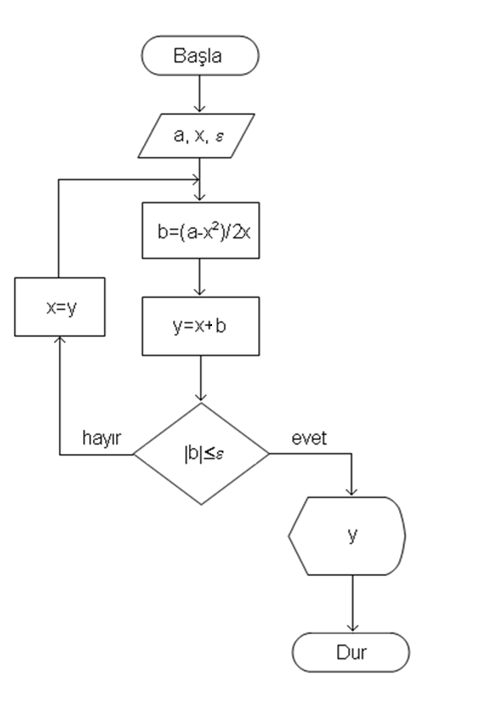 Başla
a, x, ε
b=(a-x²)/2x
x=y
y=x+b
hayır
|b|≤ε
evet
y
Dur